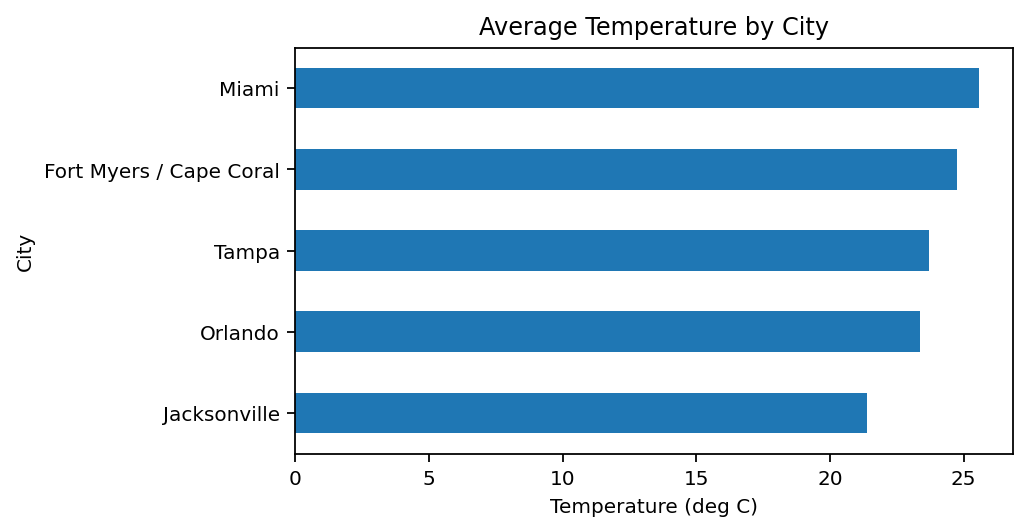 Average Temperature by City
Miami
Fort Myers / Cape Coral
Tampa
Orlando
Jacksonville
City
0 5 10 15 20 25
Temperature (deg C)